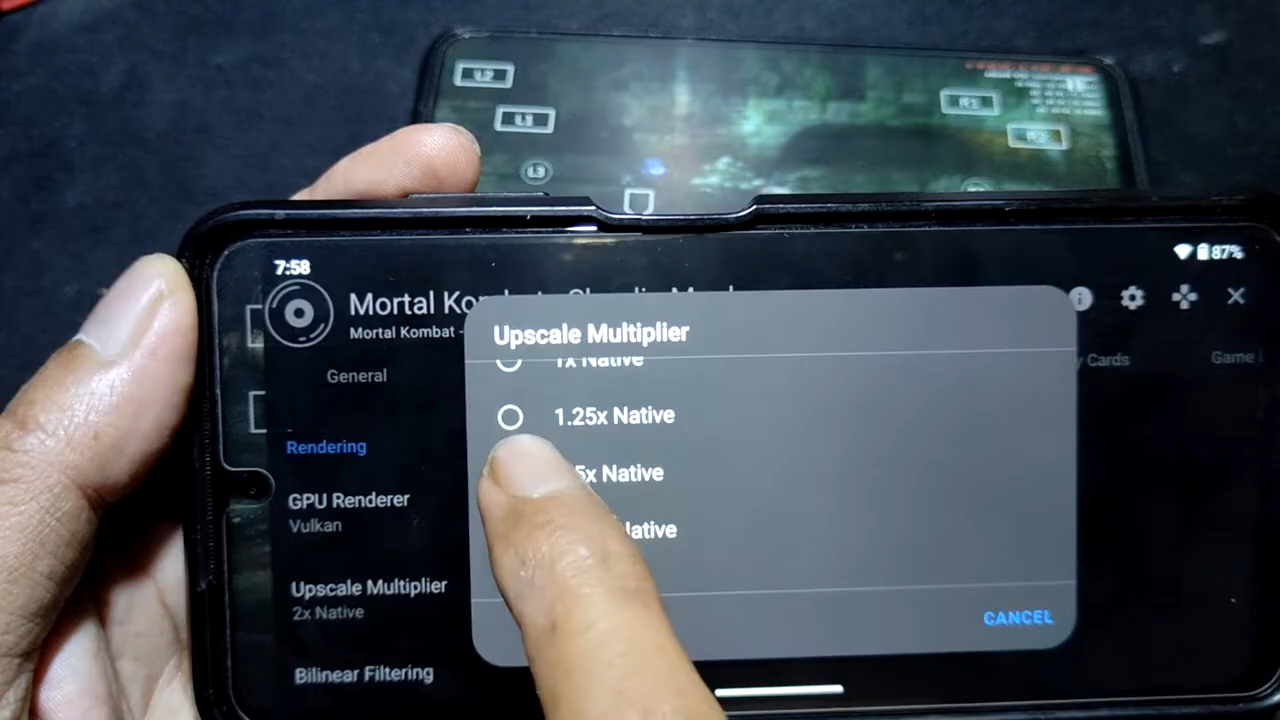 L2
L1
L3
R1
R2
7:58
87%
Mortal
Mortal Kombat -
Cards
General
Upscale Multiplier
1x Native
1.25x Native
5x Native
Native
CANCEL
Rendering
GPU Renderer
Vulkan
Upscale Multiplier
2x Native
Bilinear Filtering